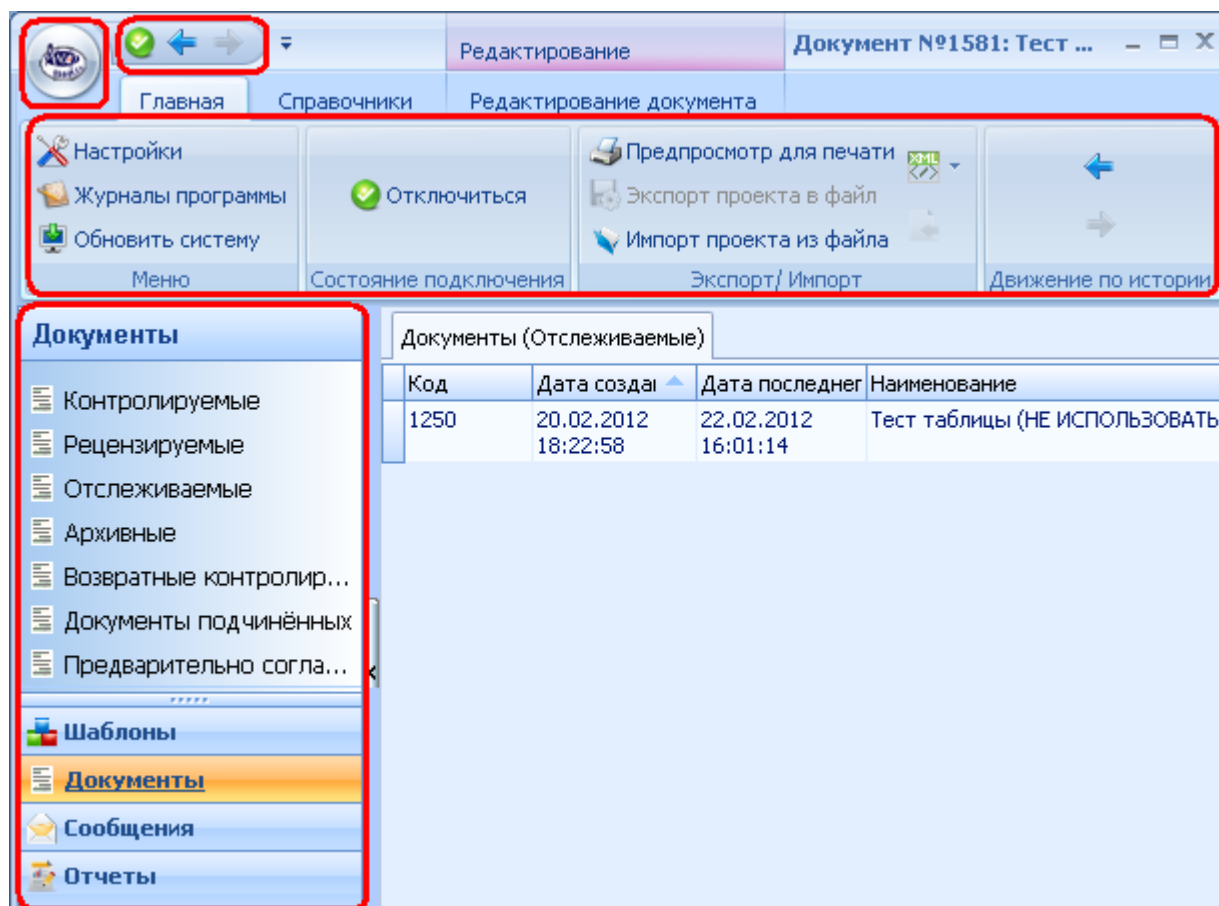 Редактирование
Документ №1581: Тест ...
Главная
Справочники
Редактирование документа
Настройки
Журналы программы
Обновить систему
Меню
Отключиться
Состояние подключения
Предпросмотр для печати
Экспорт проекта в файл
Импорт проекта из файла
XML
Экспорт/ Импорт
Движение по истории
Документы
Контролируемые
Рецензируемые
Отслеживаемые
Архивные
Возвратные контролир...
Документы подчинённых
Предварительно согла...
Шаблоны
Документы
Сообщения
Отчеты
Документы (Отслеживаемые)
Код Дата создан Дата последнег Наименование
1250 20.02.2012 22.02.2012 Тест таблицы (НЕ ИСПОЛЬЗОВАТЬ
18:22:58 16:01:14